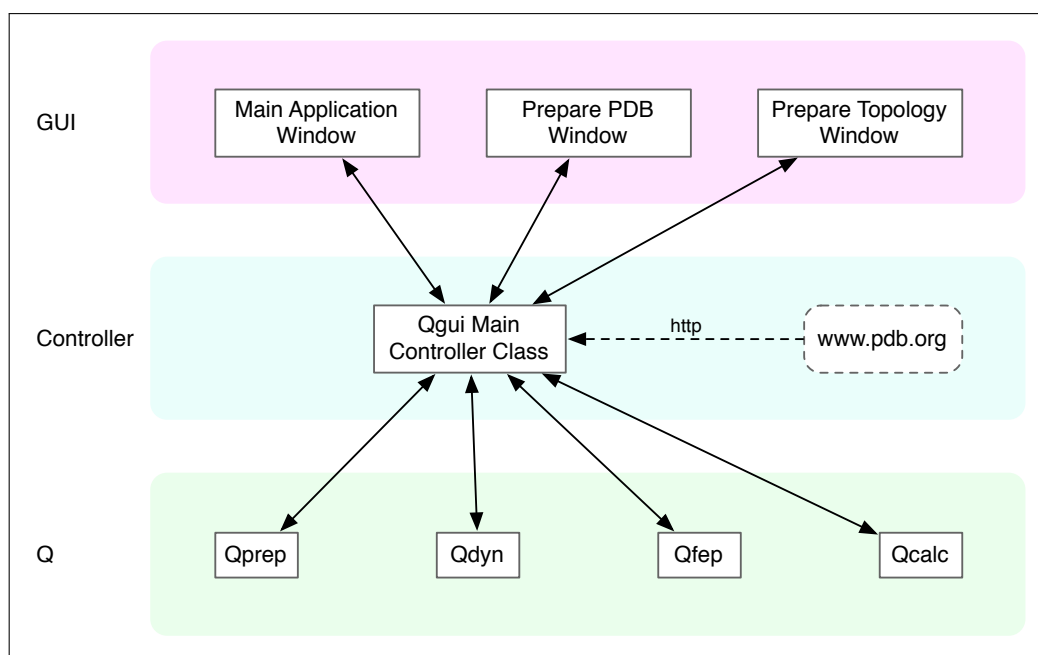 GUI
Main Application
Window
Prepare PDB
Window
Prepare Topology
Window
Controller
Qgui Main
Controller Class
http
www.pdb.org
Q
Qprep
Qdyn
Qfep
Qcalc